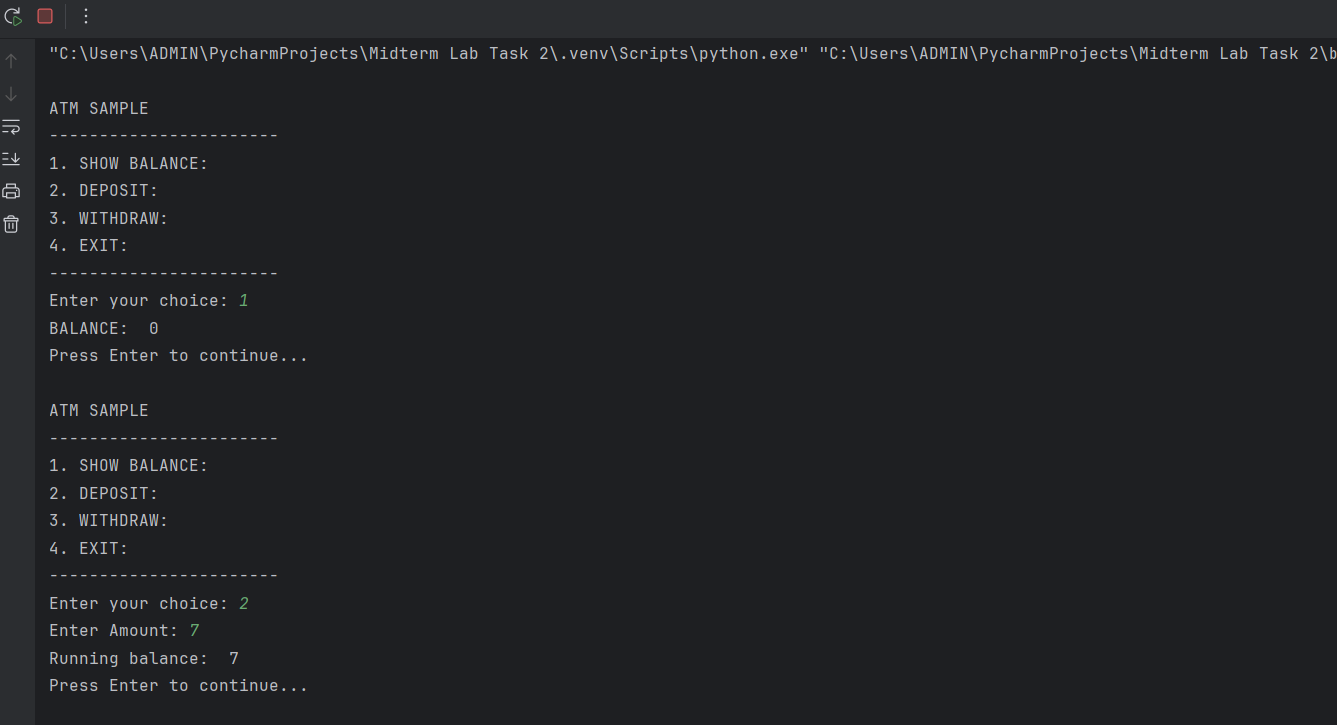 "C:\Users\ADMIN\PycharmProjects\Midterm Lab Task 2\.venv\Scripts\python.exe" "C:\Users\ADMIN\PycharmProjects\Midterm Lab Task 2\b
ATM SAMPLE
-----------------------
1. SHOW BALANCE:
2. DEPOSIT:
3. WITHDRAW:
4. EXIT:
-----------------------
Enter your choice: 1
BALANCE:  0
Press Enter to continue...
ATM SAMPLE
-----------------------
1. SHOW BALANCE:
2. DEPOSIT:
3. WITHDRAW:
4. EXIT:
-----------------------
Enter your choice: 2
Enter Amount: 7
Running balance:  7
Press Enter to continue...